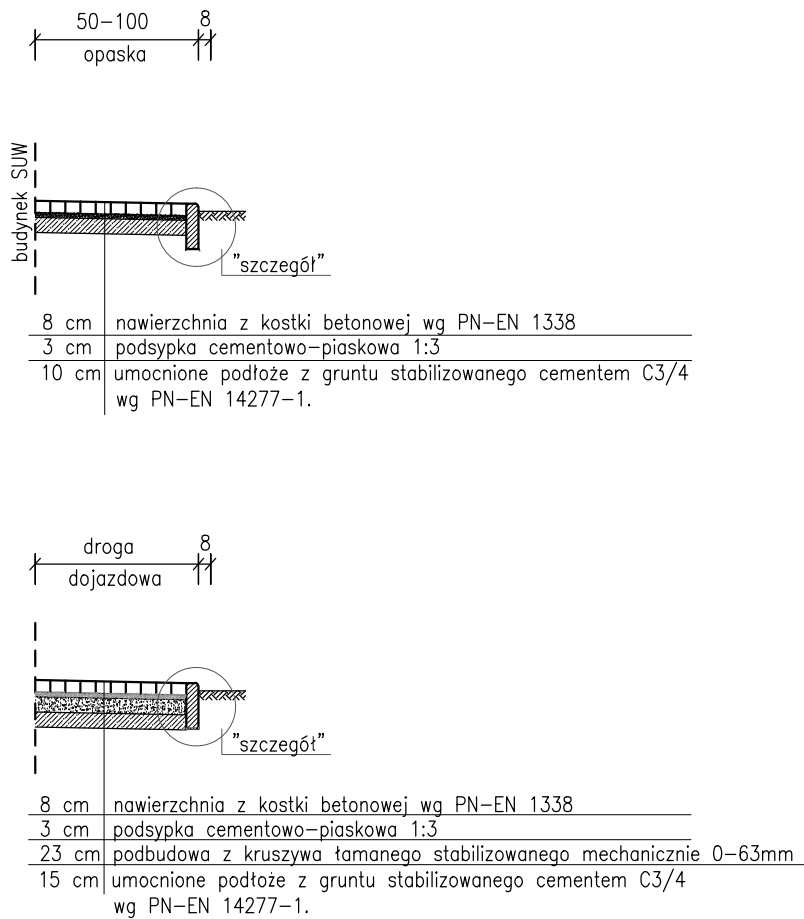 50-100 8
opaska
budynek SUW
"szczegół"
8 cm nawierzchnia z kostki betonowej wg PN-EN 1338
3 cm podsypka cementowo-piaskowa 1:3
10 cm umocnione podłoże z gruntu stabilizowanego cementem C3/4
wg PN-EN 14277-1.
droga 8
dojazdowa
"szczegół"
8 cm nawierzchnia z kostki betonowej wg PN-EN 1338
3 cm podsypka cementowo-piaskowa 1:3
23 cm podbudowa z kruszywa łamanego stabilizowanego mechanicznie 0-63mm
15 cm umocnione podłoże z gruntu stabilizowanego cementem C3/4
wg PN-EN 14277-1.